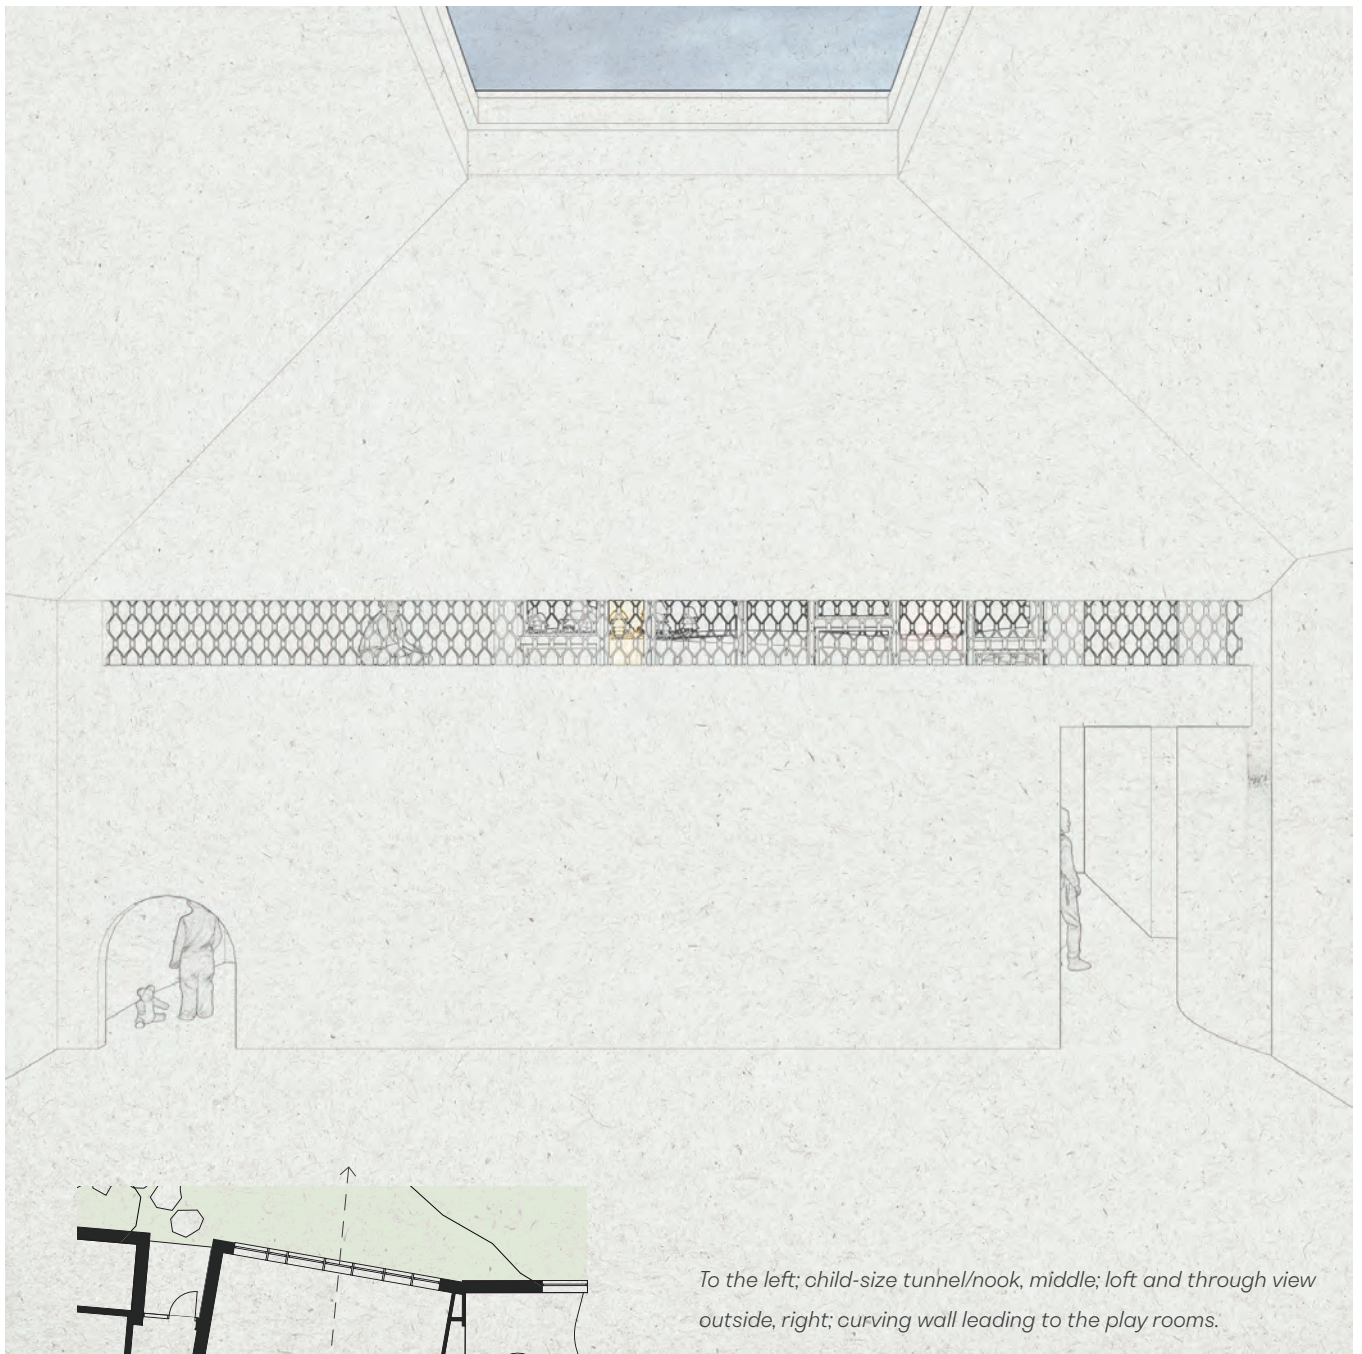 To the left; child-size tunnel/nook, middle; loft and through view
outside, right; curving wall leading to the play rooms.